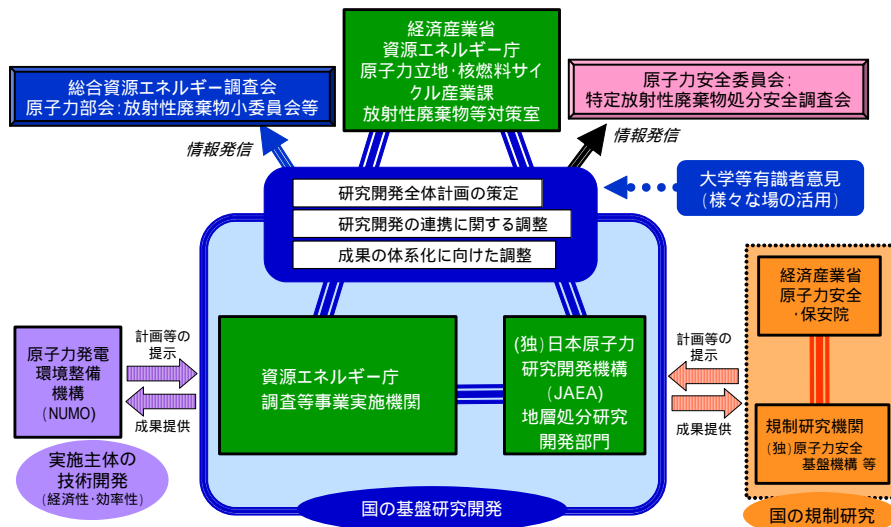 経済産業省
資源エネルギー庁
原子力立地・核燃料サイ
クル産業課
放射性廃棄物等対策室
総合資源エネルギー調査会
原子力部会:放射性廃棄物小委員会等
原子力安全委員会:
特定放射性廃棄物処分安全調査会
情報発信
情報発信
大学等有識者意見
(様々な場の活用)
研究開発全体計画の策定
研究開発の連携に関する調整
成果の体系化に向けた調整
経済産業省
原子力安全
・保安院
原子力発電
環境整備
機構
(NUMO)
計画等の
提示
成果提供
資源エネルギー庁
調査等事業実施機関
(独)日本原子力
研究開発機構
(JAEA)
地層処分研究
開発部門
計画等の
提示
成果提供
規制研究機関
(独)原子力安全
基盤機構 等
実施主体の
技術開発
(経済性・効率性)
国の基盤研究開発
国の規制研究